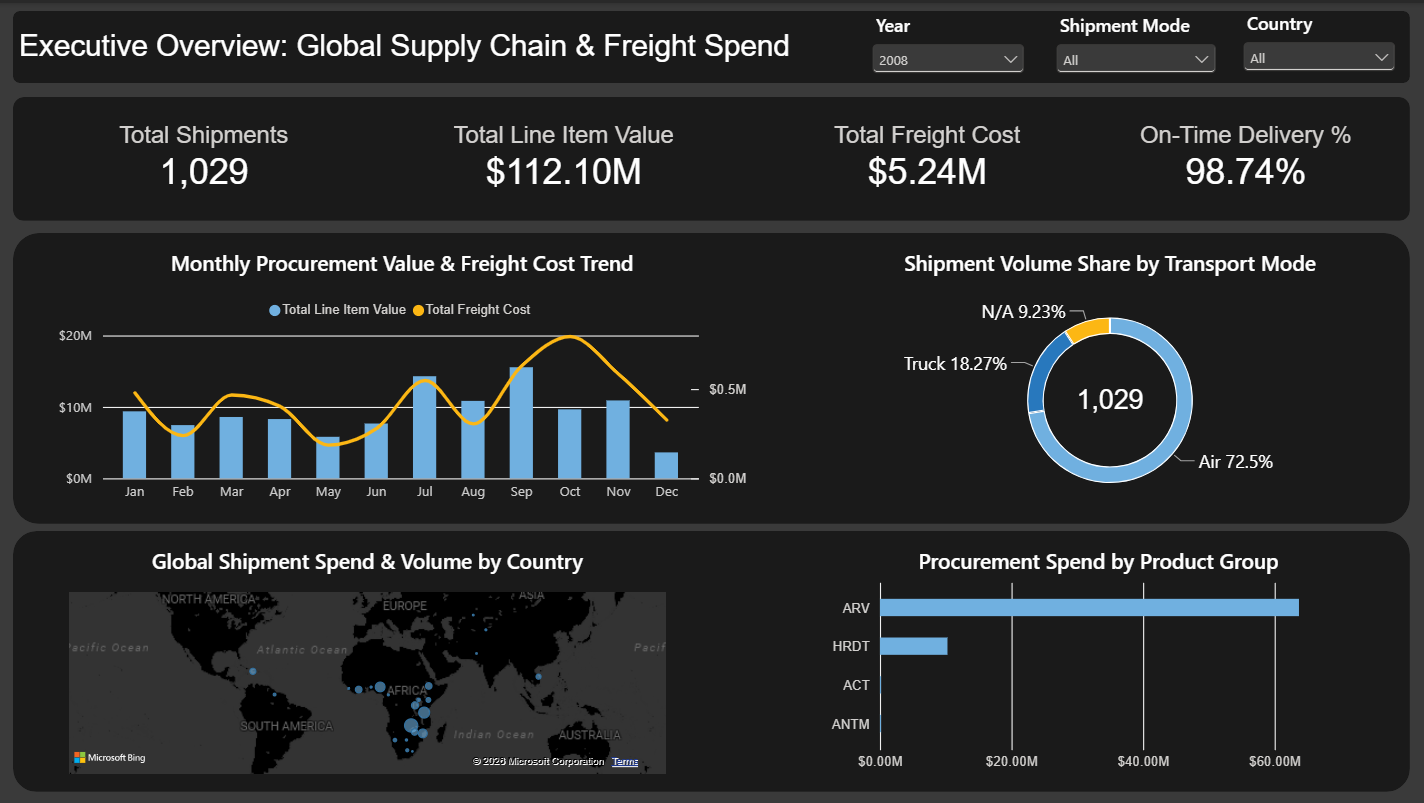 Executive Overview: Global Supply Chain & Freight Spend
Year
2008
Shipment Mode
All
Country
All
Total Shipments
1,029
Total Line Item Value
$112.10M
Total Freight Cost
$5.24M
On-Time Delivery %
98.74%
Monthly Procurement Value & Freight Cost Trend
Total Line Item Value
Total Freight Cost
$20M
$10M
$0M
$0.5M
$0.0M
Jan Feb Mar Apr May Jun Jul Aug Sep Oct Nov Dec
Shipment Volume Share by Transport Mode
N/A 9.23%
Truck 18.27%
1,029
Air 72.5%
Global Shipment Spend & Volume by Country
NORTH AMERICA
EUROPE
ASIA
acific Ocean
Atlantic Ocean
Pacif
AFRICA
SOUTH AMERICA
Indian Ocean
AUSTRALIA
Microsoft Bing
© 2026 Microsoft Corporation Terms
Procurement Spend by Product Group
ARV
HRDT
ACT
ANTM
$0.00M $20.00M $40.00M $60.00M